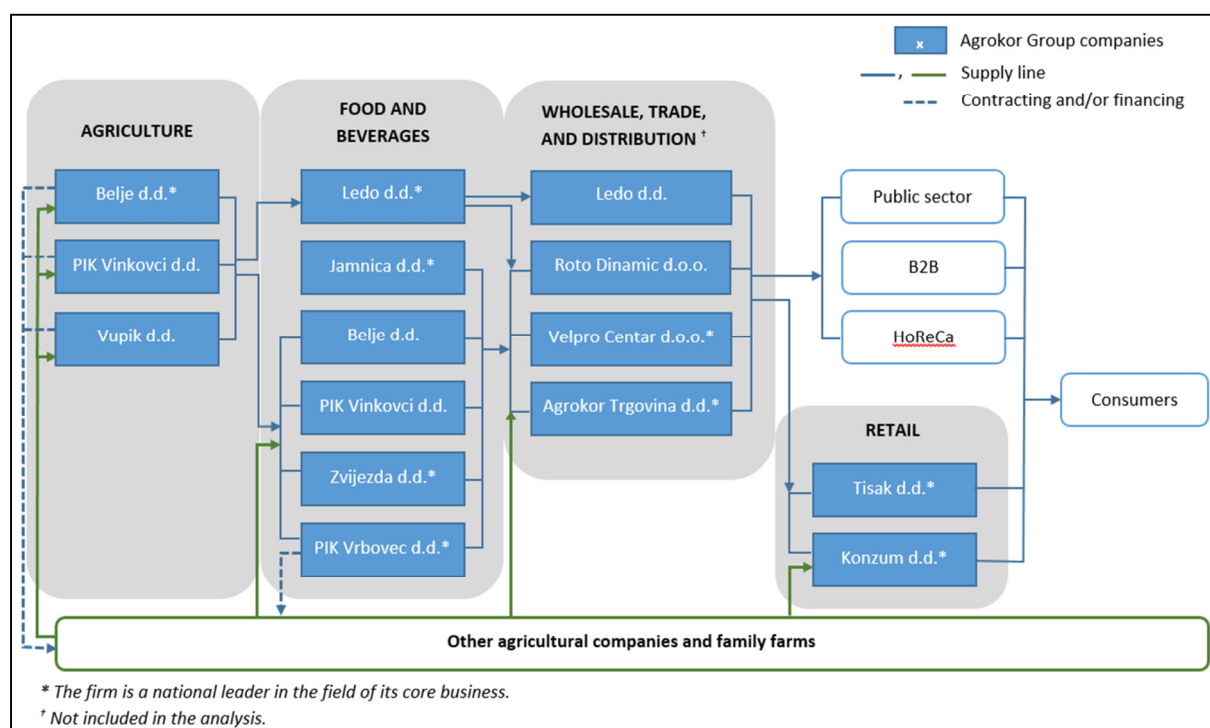 x Agrokor Group companies
, Supply line
Contracting and/or financing
AGRICULTURE
Belje d.d.*
PIK Vinkovci d.d.
Vupik d.d.
FOOD AND
BEVERAGES
Ledo d.d.*
Jamnica d.d.*
Belje d.d.
PIK Vinkovci d.d.
Zvijezda d.d.*
PIK Vrbovec d.d.*
WHOLESALE, TRADE,
AND DISTRIBUTION †
Ledo d.d.
Roto Dinamic d.o.o.
Velpro Centar d.o.o.*
Agrokor Trgovina d.d.*
Public sector
B2B
HoReCa
RETAIL
Tisak d.d.*
Konzum d.d.*
Consumers
Other agricultural companies and family farms
* The firm is a national leader in the field of its core business.
† Not included in the analysis.